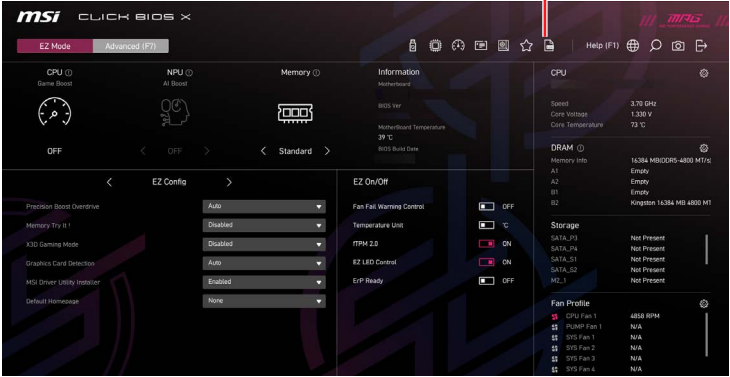 msi CLICK BIOS X
MPG
EZ Mode
Advanced (F7)
Help (F1)
CPU
Game Boost
OFF
NPU
AI Boost
OFF
Memory
Standard
Information
Motherboard
BIOS Ver
MotherBoard Temperature
39 °C
BIOS Build Date
EZ Config
Precision Boost Overdrive Auto
Memory Try It ! Disabled
X3D Gaming Mode Disabled
Graphics Card Detection Auto
MSI Driver Utility Installer Enabled
Default Homepage None
EZ On/Off
Fan Fail Warning Control OFF
Temperature Unit °C
fTPM 2.0 ON
EZ LED Control ON
ErP Ready OFF
CPU
Speed 3.70 GHz
Core Voltage 1.330 V
Core Temperature 73 °C
DRAM
Memory Info 16384 MB(DDR5-4800 MT/s)
A1 Empty
A2 Empty
B1 Empty
B2 Kingston 16384 MB 4800 MT
Storage
SATA_P3 Not Present
SATA_P4 Not Present
SATA_S1 Not Present
SATA_S2 Not Present
M2_1 Not Present
Fan Profile
CPU Fan 1 4858 RPM
PUMP Fan 1 N/A
SYS Fan 1 N/A
SYS Fan 2 N/A
SYS Fan 3 N/A
SYS Fan 4 N/A